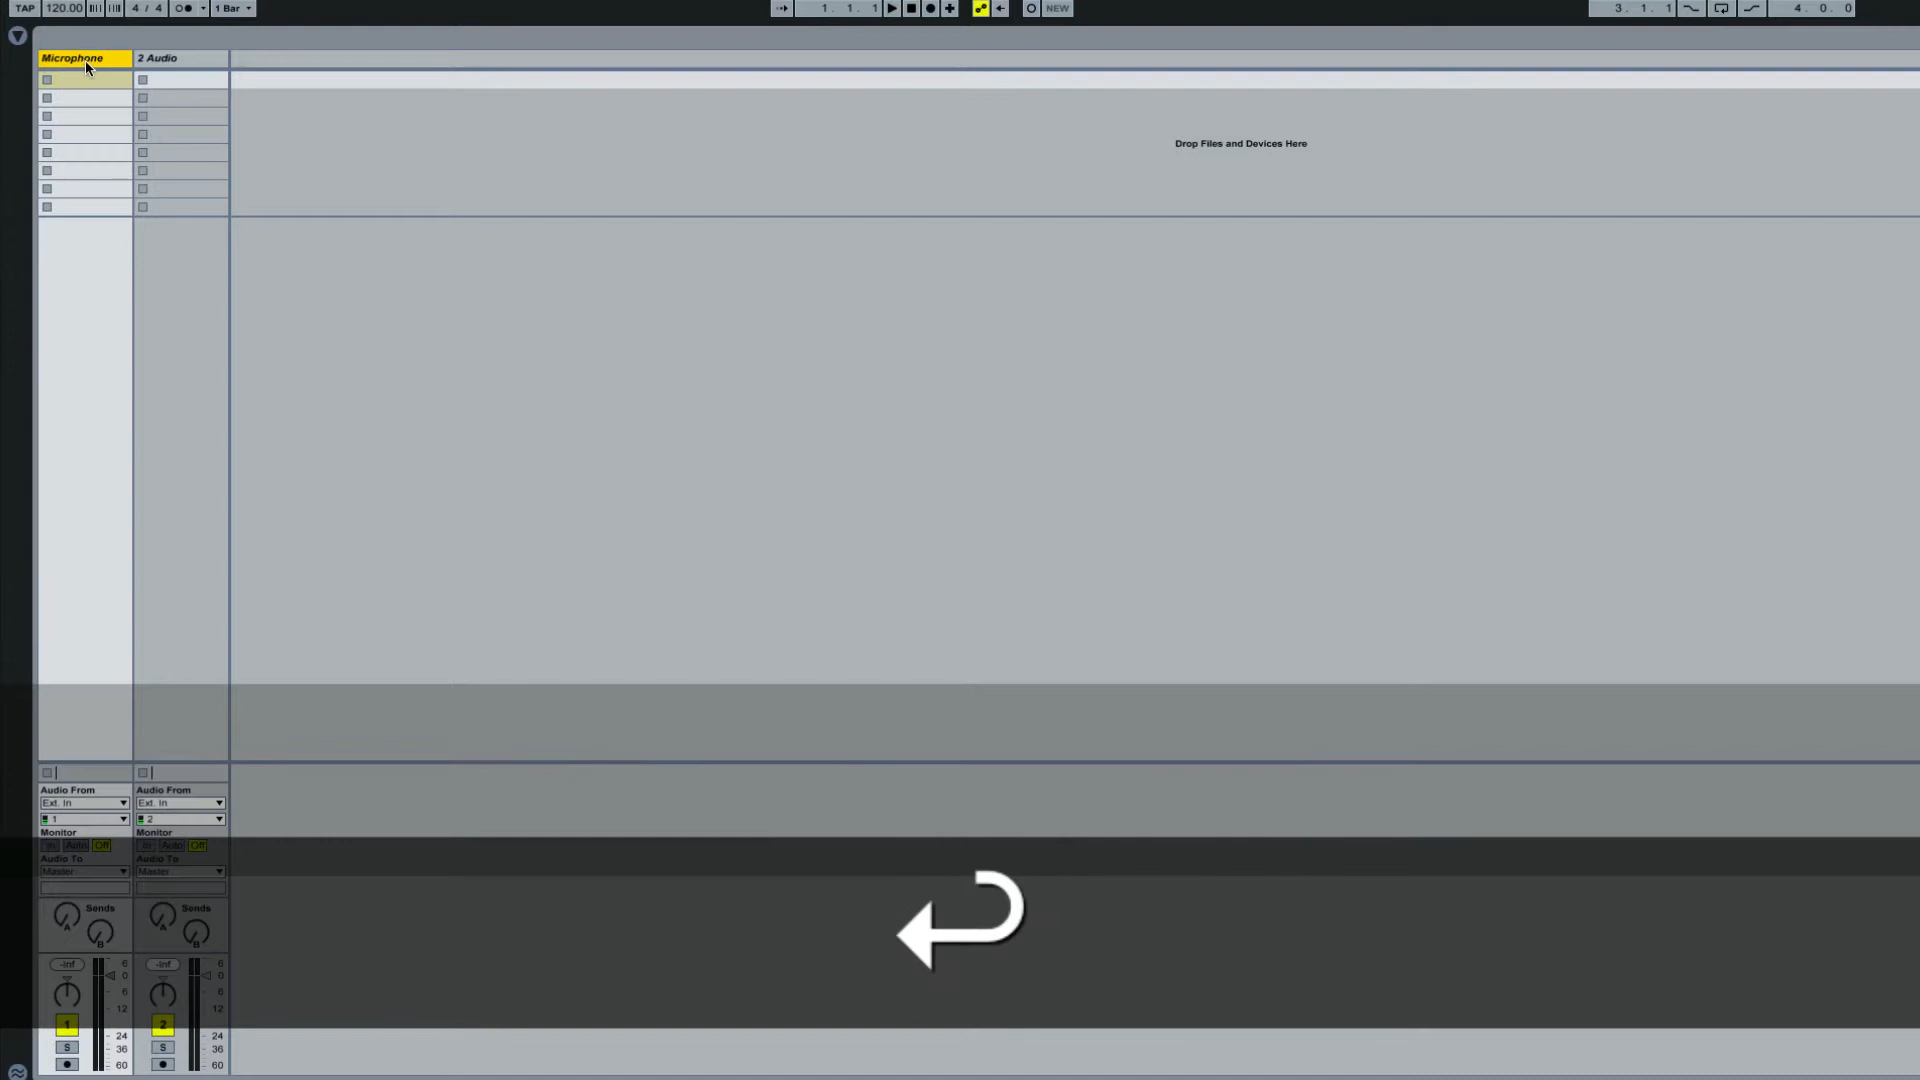 TAP 120.00 4 / 4 1 Bar 1. 1. 1 NEW 3. 1. 1 4. 0. 0
Microphone 2 Audio
Drop Files and Devices Here
Audio From Audio From
Ext. In Ext. In
1 2
Monitor Monitor
In Auto Off In Auto Off
Audio To Audio To
Master Master
Sends Sends
A A
B B
-Inf 6 -Inf 6
0 0
6 6
12 12
1 2
24 24
S 36 S 36
60 60